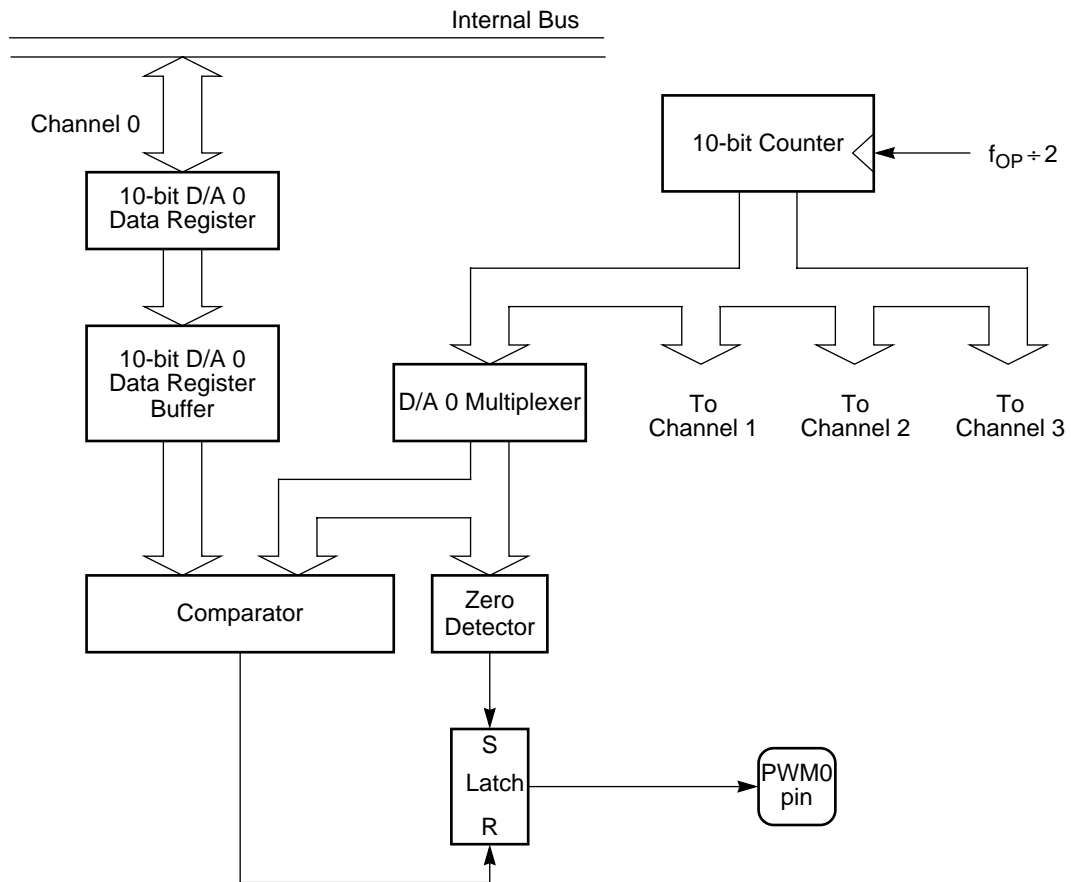 Internal Bus
Channel 0
10-bit Counter
f_OP ÷ 2
10-bit D/A 0
Data Register
10-bit D/A 0
Data Register
Buffer
D/A 0 Multiplexer
To
Channel 1
To
Channel 2
To
Channel 3
Comparator
Zero
Detector
S
Latch
R
PWM0
pin